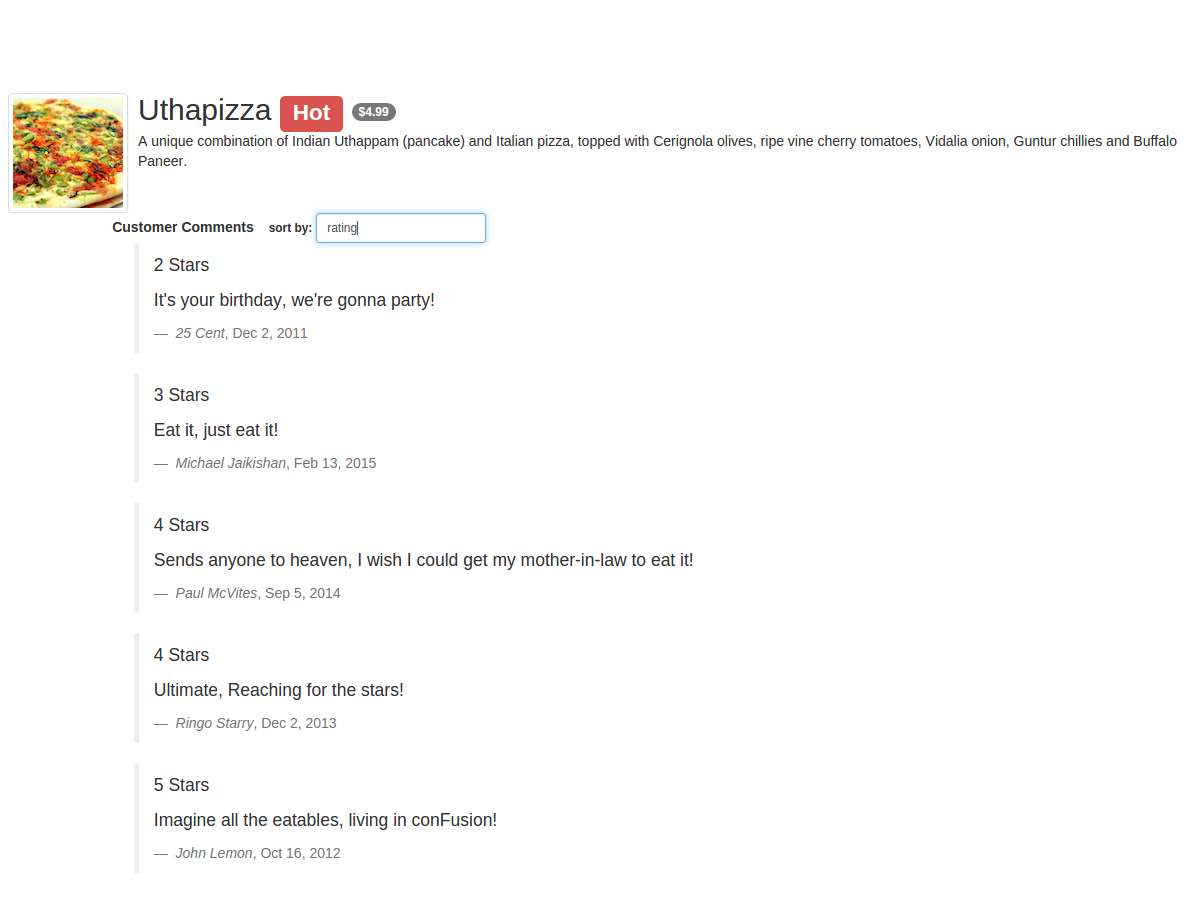 Uthapizza Hot $4.99
A unique combination of Indian Uthappam (pancake) and Italian pizza, topped with Cerignola olives, ripe vine cherry tomatoes, Vidalia onion, Guntur chillies and Buffalo
Paneer.
Customer Comments sort by: rating
2 Stars
It's your birthday, we're gonna party!
— 25 Cent, Dec 2, 2011
3 Stars
Eat it, just eat it!
— Michael Jaikishan, Feb 13, 2015
4 Stars
Sends anyone to heaven, I wish I could get my mother-in-law to eat it!
— Paul McVites, Sep 5, 2014
4 Stars
Ultimate, Reaching for the stars!
— Ringo Starry, Dec 2, 2013
5 Stars
Imagine all the eatables, living in conFusion!
— John Lemon, Oct 16, 2012